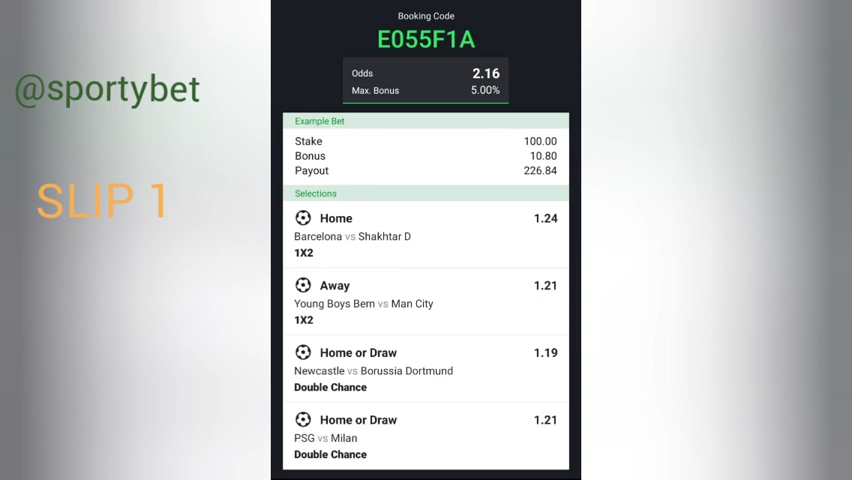 Booking Code
E055F1A
@sportybet
Odds 2.16
Max. Bonus 5.00%
SLIP 1
Example Bet
Stake 100.00
Bonus 10.80
Payout 226.84
Selections
Home 1.24
Barcelona vs Shakhtar D
1X2
Away 1.21
Young Boys Bern vs Man City
1X2
Home or Draw 1.19
Newcastle vs Borussia Dortmund
Double Chance
Home or Draw 1.21
PSG vs Milan
Double Chance